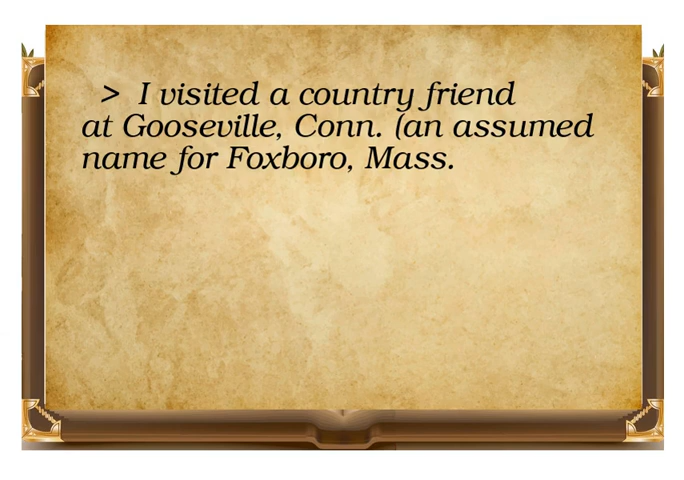 > I visited a country friend
at Gooseville, Conn. (an assumed
name for Foxboro, Mass.